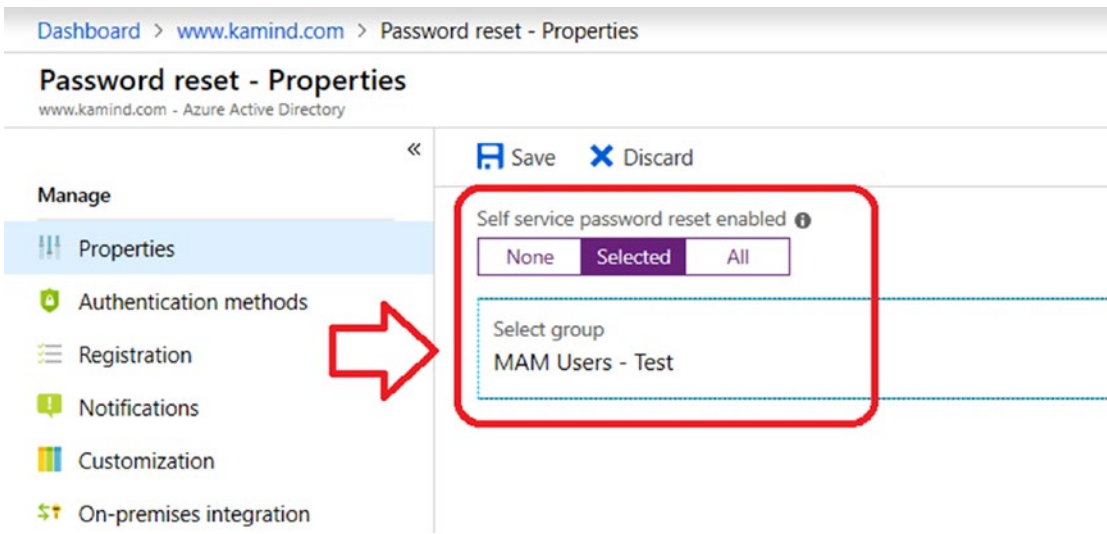 Dashboard > www.kamind.com > Password reset - Properties
Password reset - Properties
www.kamind.com - Azure Active Directory
«
Save Discard
Manage
Properties
Authentication methods
Registration
Notifications
Customization
On-premises integration
Self service password reset enabled
None Selected All
Select group
MAM Users - Test